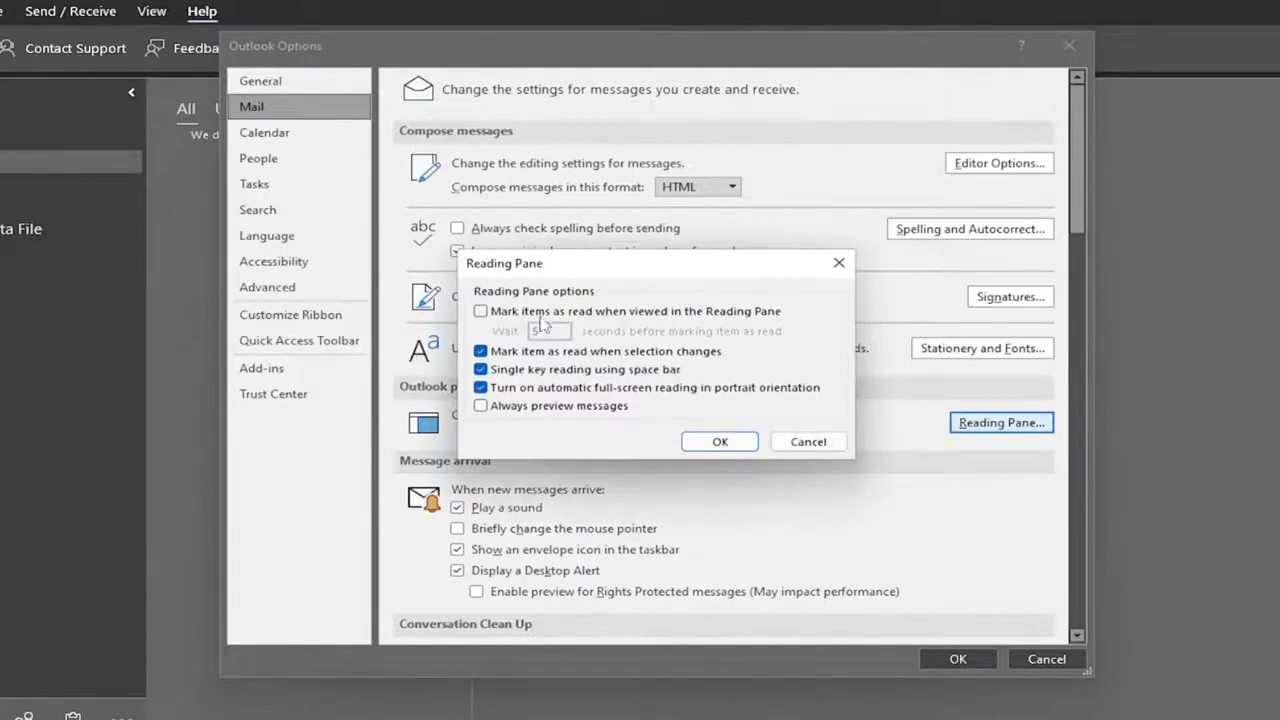 Send / Receive View Help
Contact Support Feedba
Outlook Options ?
General
Mail
Calendar
People
Tasks
Search
Language
Accessibility
Advanced
Customize Ribbon
Quick Access Toolbar
Add-ins
Trust Center
All
We d
ta File
Change the settings for messages you create and receive.
Compose messages
Change the editing settings for messages. Editor Options...
Compose messages in this format: HTML
abc Always check spelling before sending Spelling and Autocorrect...
Signatures...
Stationery and Fonts...
Outlook p
Reading Pane...
Reading Pane
Reading Pane options
Mark items as read when viewed in the Reading Pane
Wait 5 seconds before marking item as read
Mark item as read when selection changes
Single key reading using space bar
Turn on automatic full-screen reading in portrait orientation
Always preview messages
OK Cancel
Message arrival
When new messages arrive:
Play a sound
Briefly change the mouse pointer
Show an envelope icon in the taskbar
Display a Desktop Alert
Enable preview for Rights Protected messages (May impact performance)
Conversation Clean Up
OK Cancel